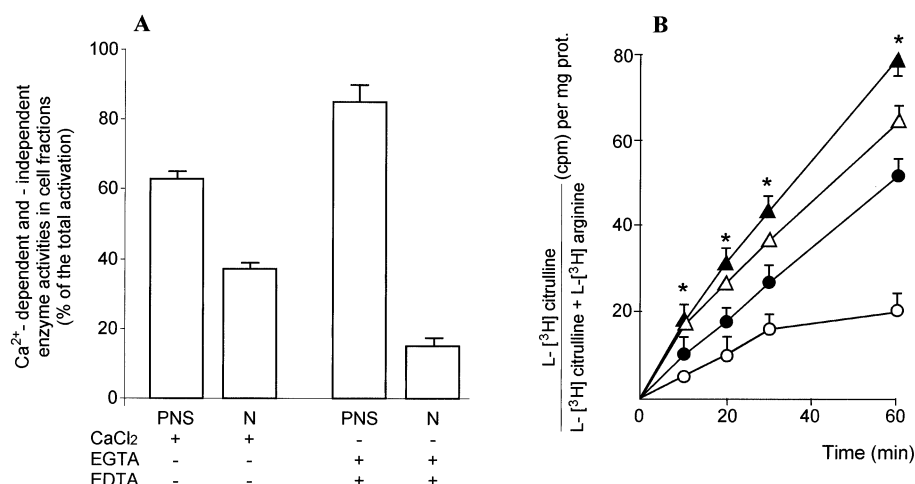 A
Ca2+- dependent and - independent
enzyme activities in cell fractions
(% of the total activation)
100
80
60
40
20
0
PNS N PNS N
CaCl2 + + - -
EGTA - - + +
EDTA - - + +
B
L- [3H] citrulline
L- [3H] citrulline + L-[3H] arginine
(cpm) per mg prot.
80
60
40
20
* * * *
0 20 40 60
Time (min)